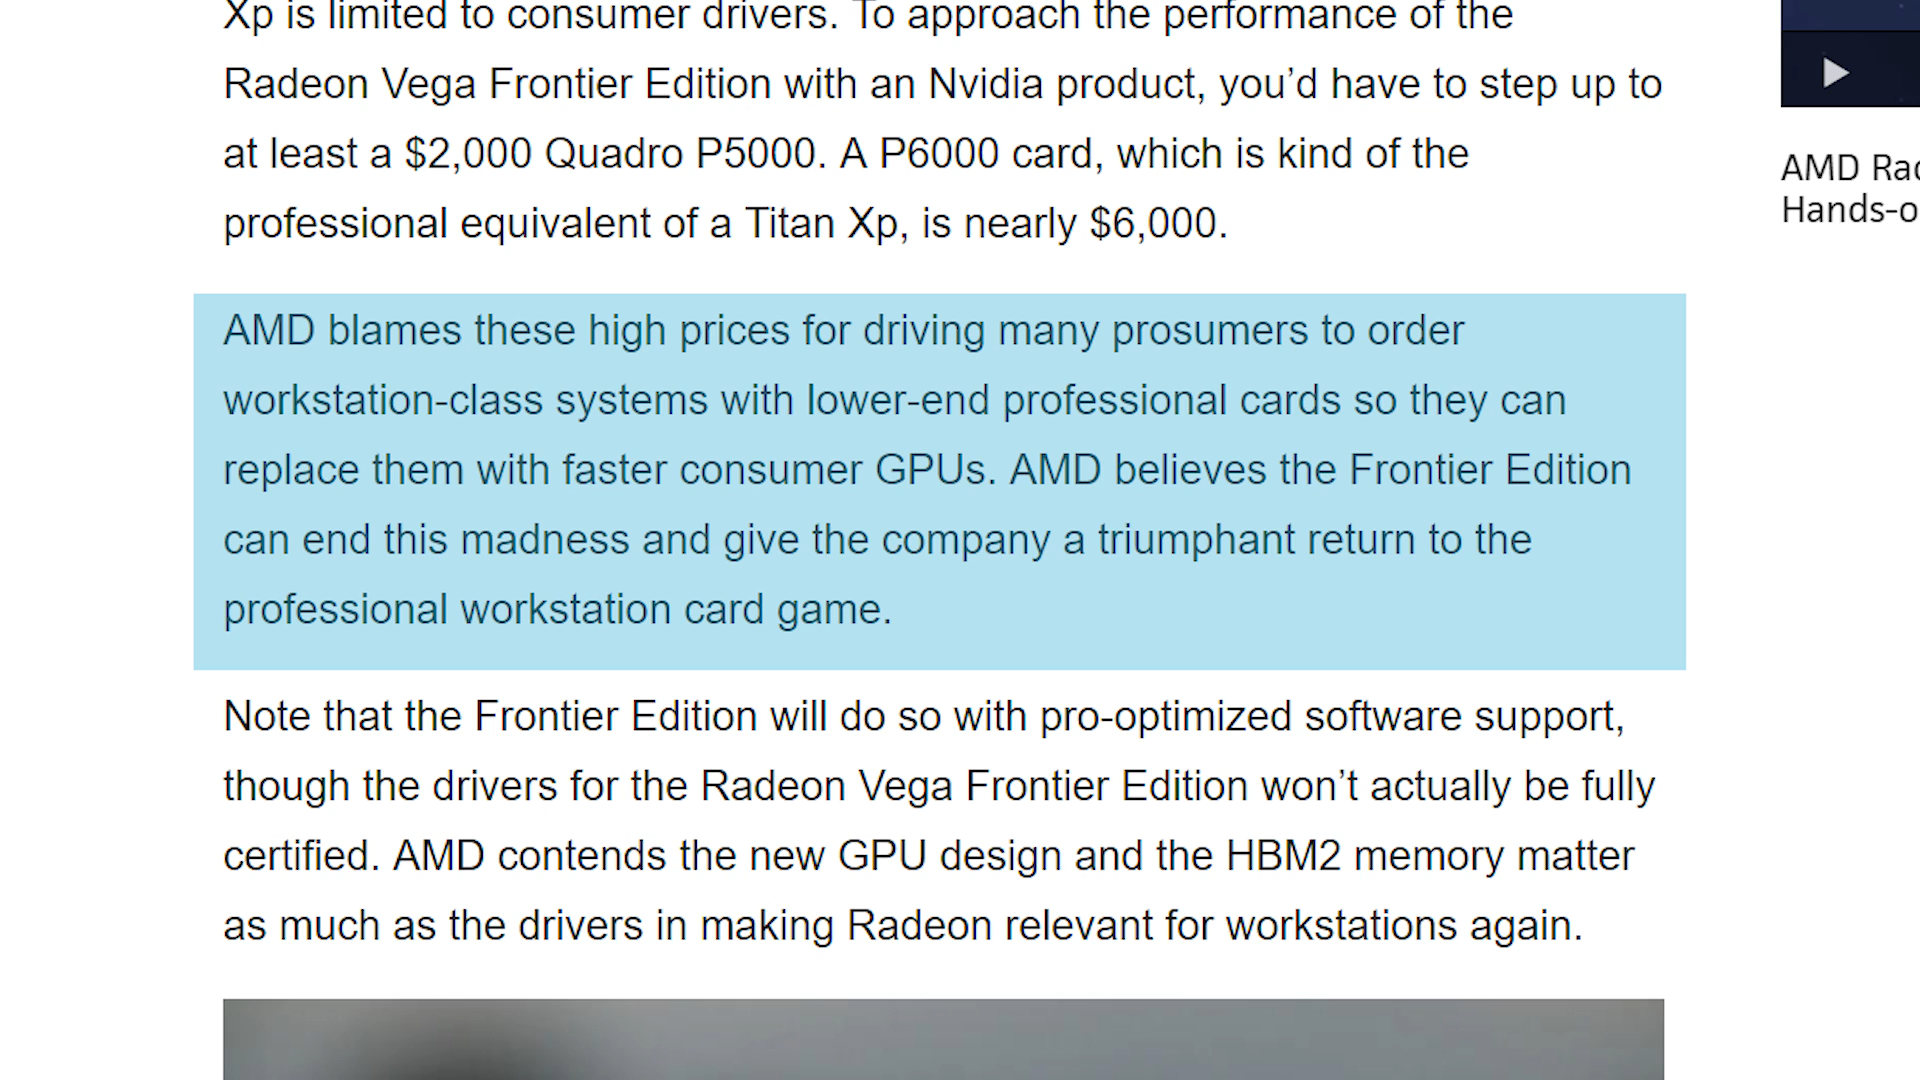 Xp is limited to consumer drivers. To approach the performance of the
Radeon Vega Frontier Edition with an Nvidia product, you’d have to step up to
at least a $2,000 Quadro P5000. A P6000 card, which is kind of the
professional equivalent of a Titan Xp, is nearly $6,000.
AMD blames these high prices for driving many prosumers to order
workstation-class systems with lower-end professional cards so they can
replace them with faster consumer GPUs. AMD believes the Frontier Edition
can end this madness and give the company a triumphant return to the
professional workstation card game.
Note that the Frontier Edition will do so with pro-optimized software support,
though the drivers for the Radeon Vega Frontier Edition won’t actually be fully
certified. AMD contends the new GPU design and the HBM2 memory matter
as much as the drivers in making Radeon relevant for workstations again.
AMD Rad
Hands-o